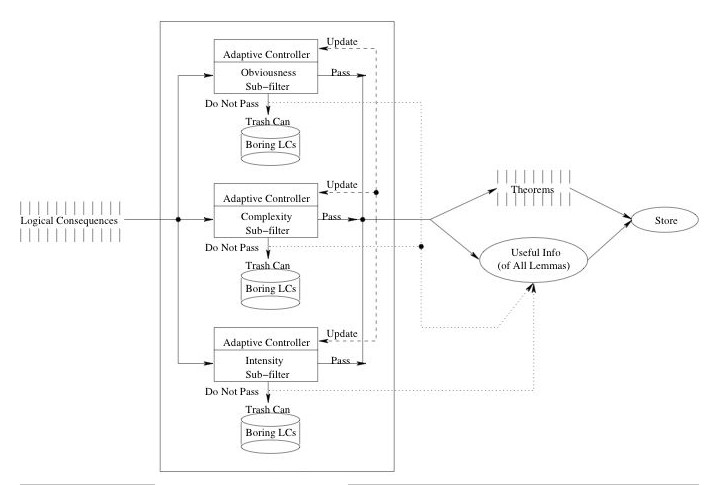 Update
Adaptive Controller
Obviousness
Sub-filter
Pass
Do Not Pass
Trash Can
Boring LCs
Update
Adaptive Controller
Complexity
Sub-filter
Pass
Logical Consequences
Do Not Pass
Trash Can
Boring LCs
Update
Adaptive Controller
Intensity
Sub-filter
Pass
Do Not Pass
Trash Can
Boring LCs
Theorems
Useful Info
(of All Lemmas)
Store